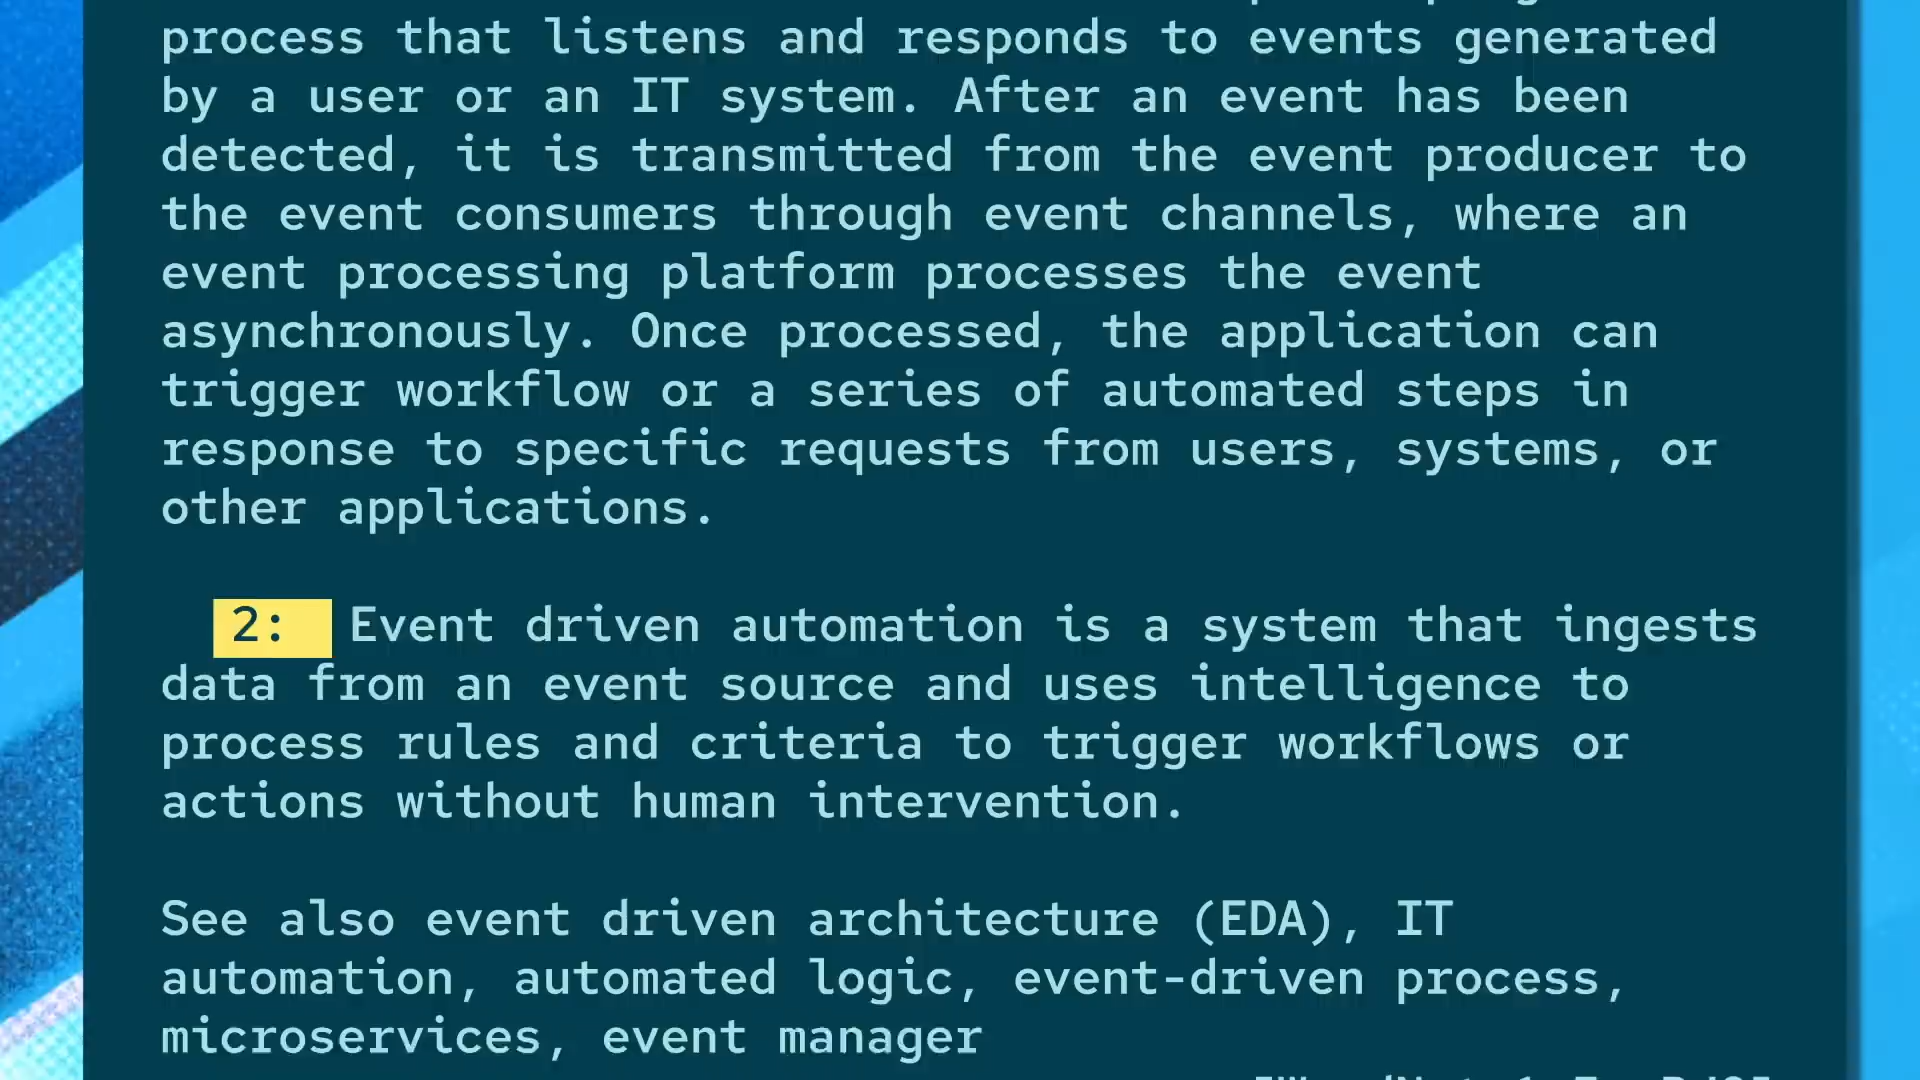 process that listens and responds to events generated
by a user or an IT system. After an event has been
detected, it is transmitted from the event producer to
the event consumers through event channels, where an
event processing platform processes the event
asynchronously. Once processed, the application can
trigger workflow or a series of automated steps in
response to specific requests from users, systems, or
other applications.
2: Event driven automation is a system that ingests
data from an event source and uses intelligence to
process rules and criteria to trigger workflows or
actions without human intervention.
See also event driven architecture (EDA), IT
automation, automated logic, event-driven process,
microservices, event manager